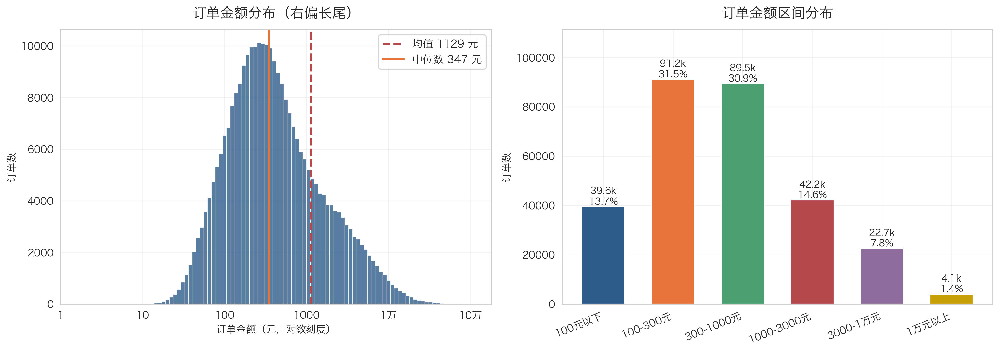 订单金额分布（右偏长尾）
10000
8000
6000
4000
2000
0
订单数
均值 1129 元
中位数 347 元
1
10
100
1000
1万
10万
订单金额（元，对数刻度）
订单金额区间分布
100000
80000
60000
40000
20000
0
订单数
39.6k
13.7%
91.2k
31.5%
89.5k
30.9%
42.2k
14.6%
22.7k
7.8%
4.1k
1.4%
100元以下
100-300元
300-1000元
1000-3000元
3000-1万元
1万元以上